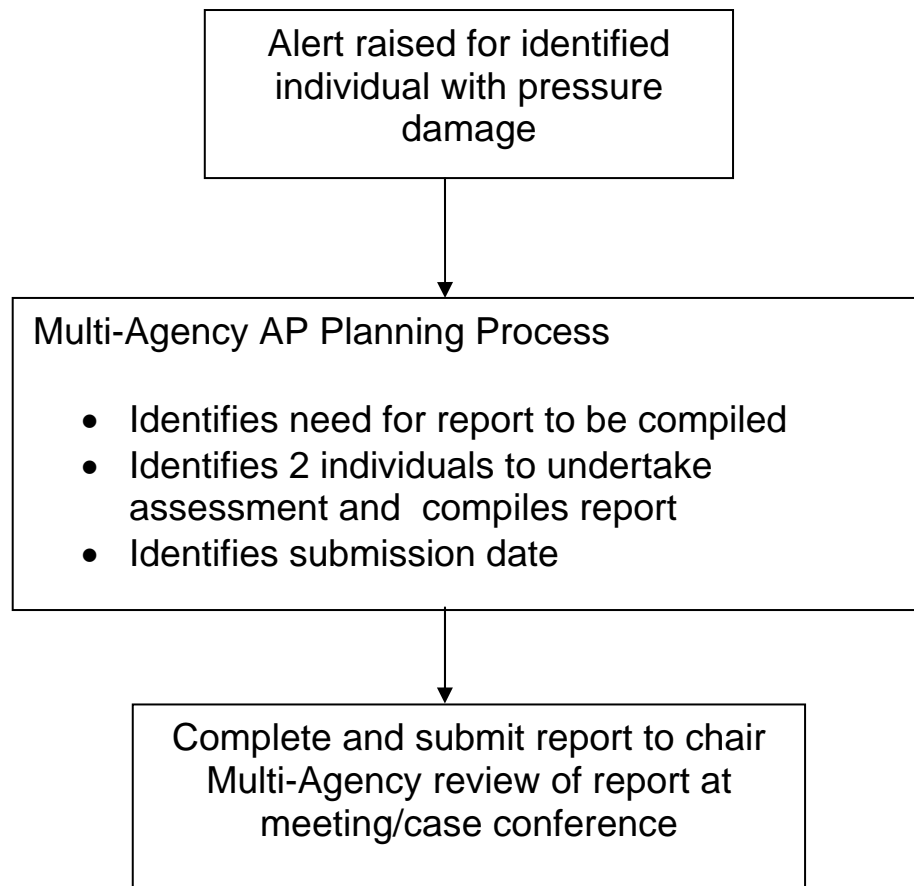 Alert raised for identified
individual with pressure
damage
Multi-Agency AP Planning Process
• Identifies need for report to be compiled
• Identifies 2 individuals to undertake
assessment and  compiles report
• Identifies submission date
Complete and submit report to chair
Multi-Agency review of report at
meeting/case conference